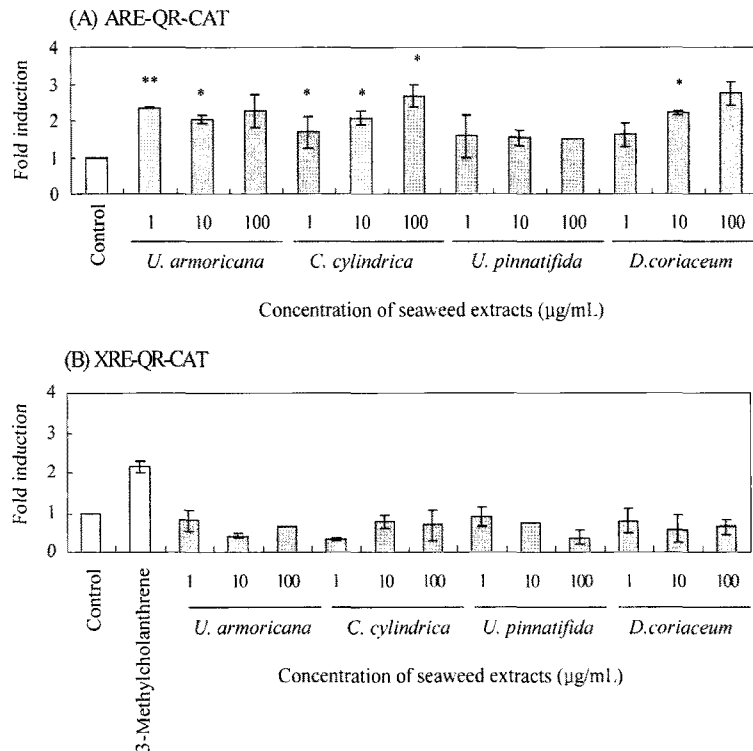 (A) ARE-QR-CAT
Fold induction
4
3
2
1
0
** * * * * *
Control
1 10 100 1 10 100 1 10 100 1 10 100
U. armoricana C. cylindrica U. pinnatifida D.coriaceum
Concentration of seaweed extracts (µg/mL)
(B) XRE-QR-CAT
Fold induction
4
3
2
1
0
Control
3-Methylcholanthrene
1 10 100 1 10 100 1 10 100 1 10 100
U. armoricana C. cylindrica U. pinnatifida D.coriaceum
Concentration of seaweed extracts (µg/mL)